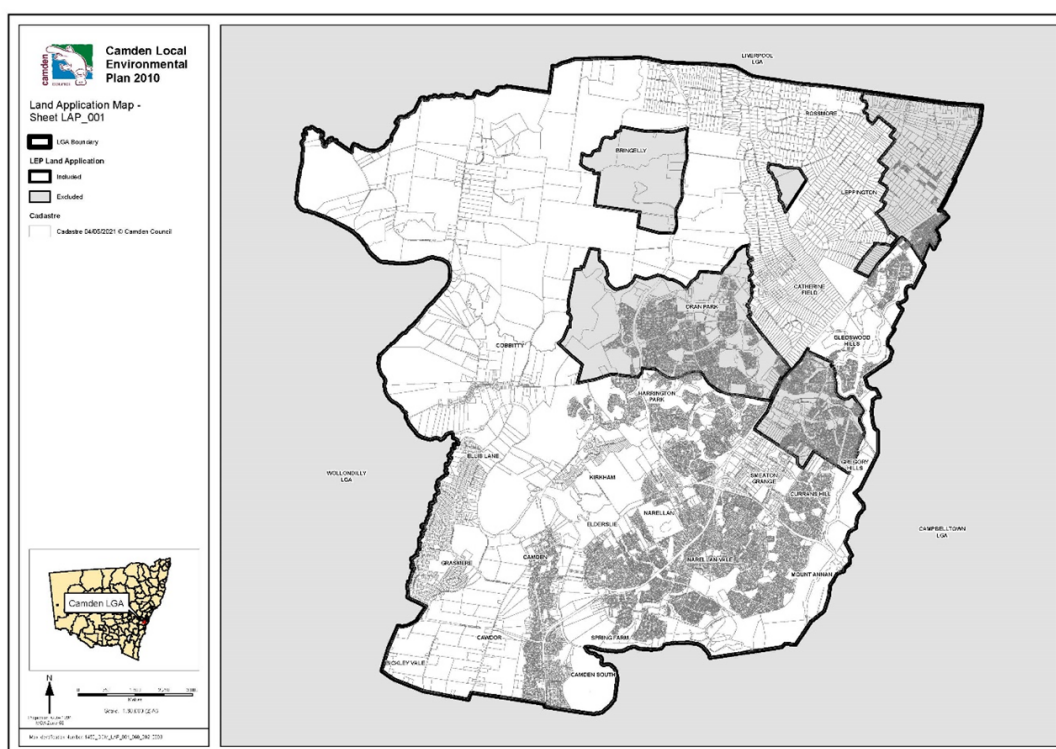 camden
Camden Local
Environmental
Plan 2010
Land Application Map -
Sheet LAP_001
LGA Boundary
LEP Land Application
Included
Excluded
Cadastre
Cadastre 04/05/2021 © Camden Council
Camden LGA
N
LIVERPOOL
LGA
ROSSMORE
BRINGELLY
LEPPINGTON
CATHERINE
FIELD
ORAN PARK
GLEDSWOOD
HILLS
COBBITTY
HARRINGTON
PARK
ELLIS LANE
GREGORY
HILLS
WOLLONDILLY
LGA
KIRKHAM
SMEATON
GRANGE
CURRANS HILL
NARELLAN
ELDERSLIE
CAMPBELLTOWN
LGA
CAMDEN
NARELLAN VALE
GRASMERE
MOUNT ANNAN
CAWDOR
SPRING FARM
CAMDEN SOUTH